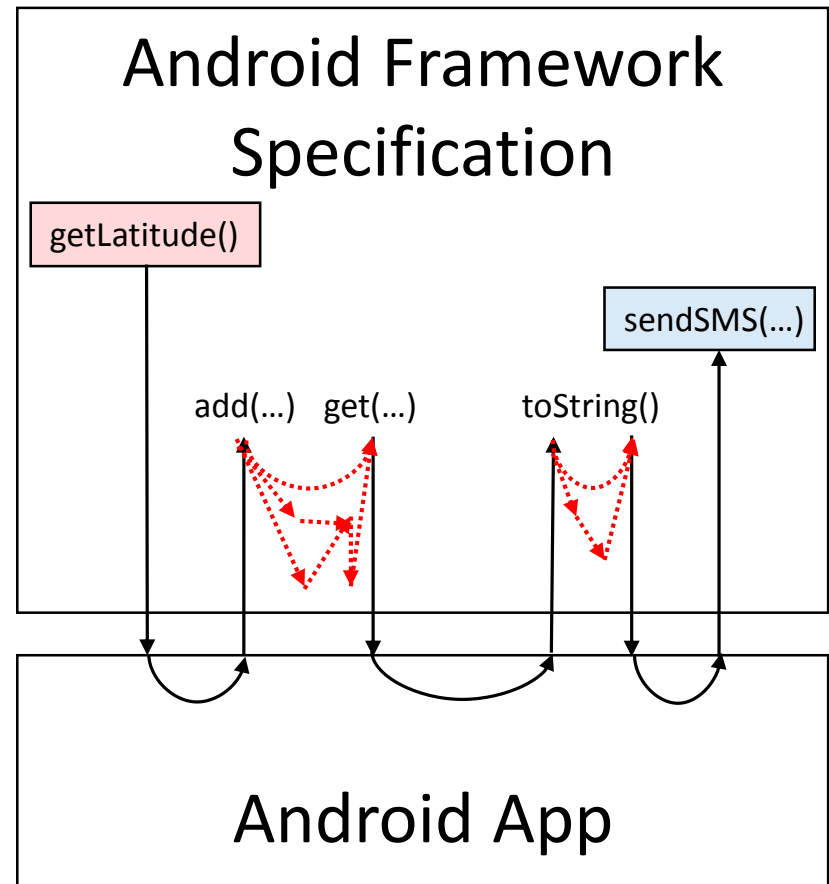 Android Framework
Specification
getLatitude()
sendSMS(…)
add(…) get(…) toString()
Android App